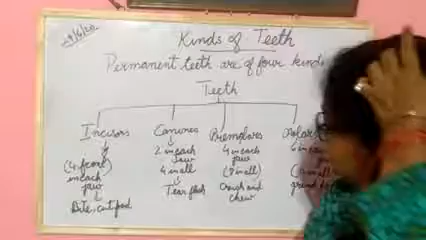 Kinds of Teeth
Permanent teeth are of four kinds
Teeth
Incisors
(4 front)
in each
jaw
Bite, cut food
Canines
2 in each
jaw
4 in all
Tear flesh
Premolars
4 in each
jaw
(8 in all)
Crush and
chew